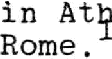 in Ath
Rome.